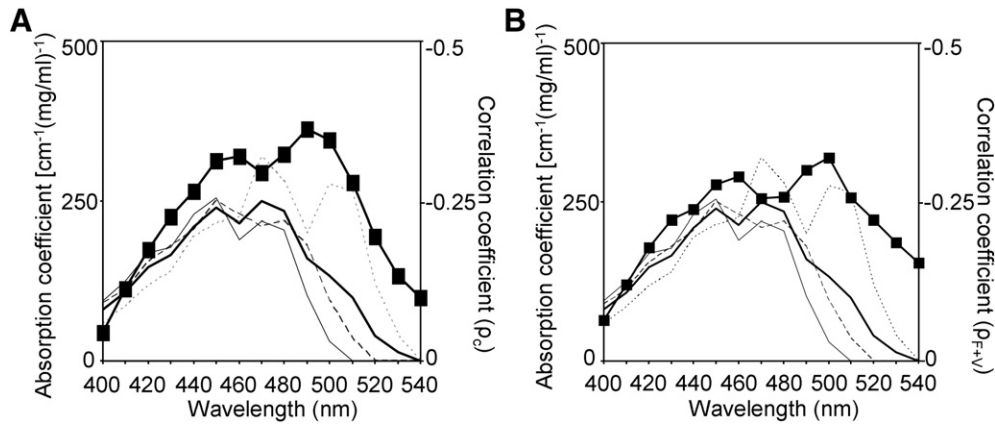 A
B
500
250
0
-0.5
-0.25
0
Absorption coefficient [cm-1(mg/ml)-1]
Correlation coefficient (ρc)
400 420 440 460 480 500 520 540
Wavelength (nm)
500
250
0
-0.5
-0.25
0
Absorption coefficient [cm-1(mg/ml)-1]
Correlation coefficient (ρF+V)
400 420 440 460 480 500 520 540
Wavelength (nm)